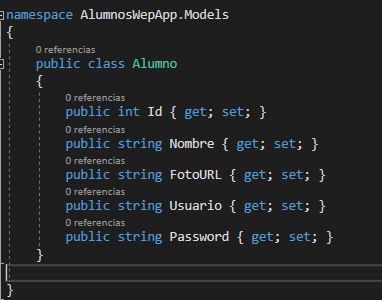 namespace AlumnosWepApp.Models
{
0 referencias
public class Alumno
{
0 referencias
public int Id { get; set; }
0 referencias
public string Nombre { get; set; }
0 referencias
public string FotoURL { get; set; }
0 referencias
public string Usuario { get; set; }
0 referencias
public string Password { get; set; }
}
}